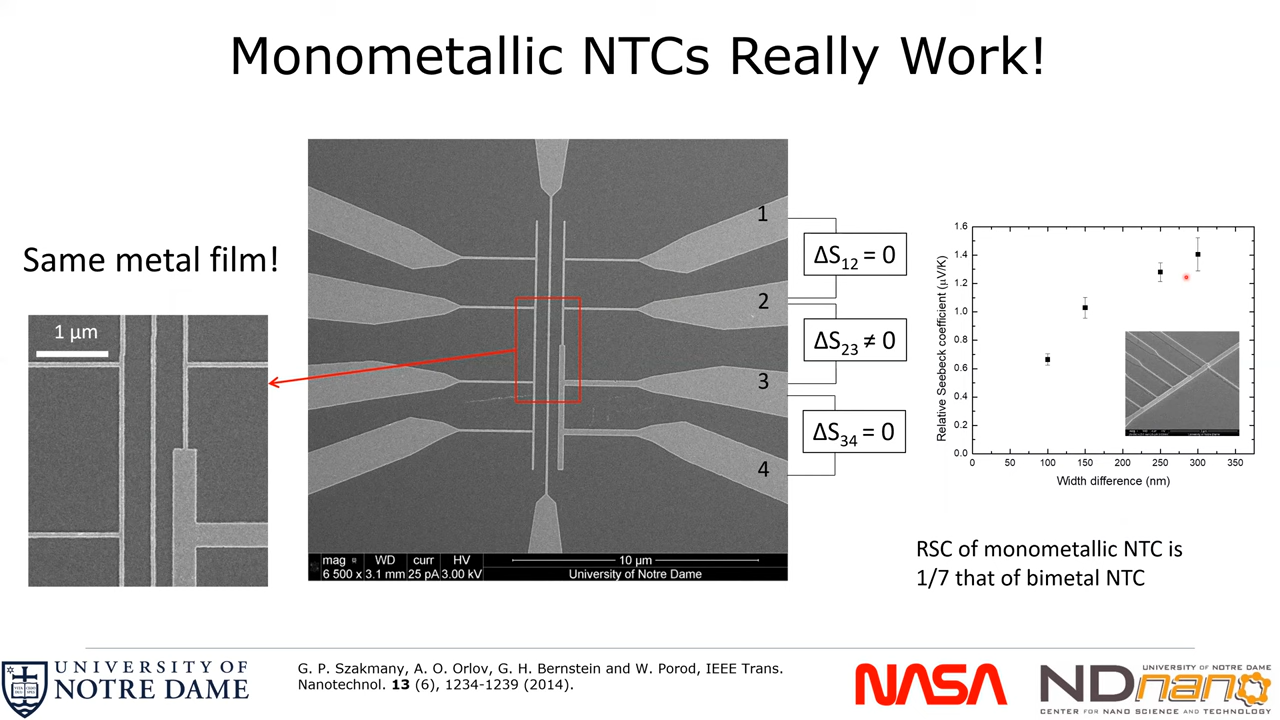 Monometallic NTCs Really Work!
Same metal film!
1 µm
1
2
3
4
mag WD curr HV
6 500 x 3.1 mm 25 pA 3.00 kV
10 µm
University of Notre Dame
ΔS12 = 0
ΔS23 ≠ 0
ΔS34 = 0
Relative Seebeck coefficient (µV/K)
1.6
1.4
1.2
1.0
0.8
0.6
0.4
0.2
0.0
0 50 100 150 200 250 300 350
Width difference (nm)
RSC of monometallic NTC is
1/7 that of bimetal NTC
UNIVERSITY OF
NOTRE DAME
G. P. Szakmany, A. O. Orlov, G. H. Bernstein and W. Porod, IEEE Trans.
Nanotechnol. 13 (6), 1234-1239 (2014).
NASA
UNIVERSITY OF NOTRE DAME
NDnano
CENTER FOR NANO SCIENCE AND TECHNOLOGY